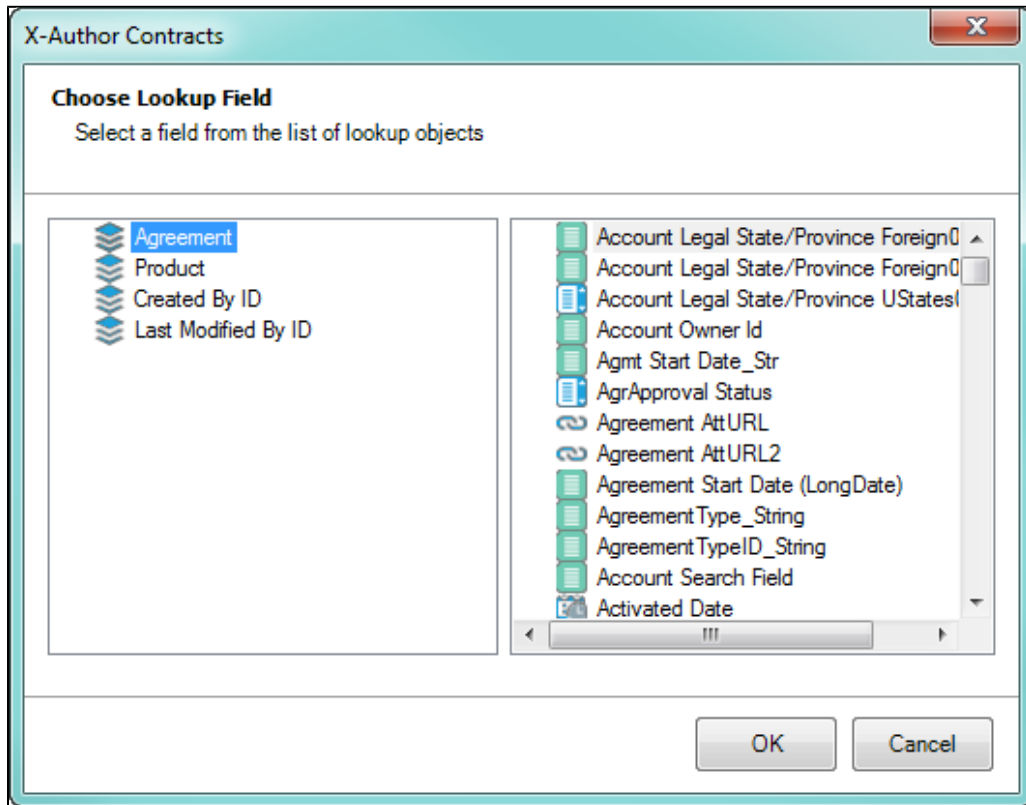 X-Author Contracts
Choose Lookup Field
Select a field from the list of lookup objects
Agreement
Product
Created By ID
Last Modified By ID
Account Legal State/Province Foreign
Account Legal State/Province Foreign
Account Legal State/Province UStates
Account Owner Id
Agmt Start Date_Str
AgrApproval Status
Agreement AttURL
Agreement AttURL2
Agreement Start Date (LongDate)
AgreementType_String
AgreementTypeID_String
Account Search Field
Activated Date
OK
Cancel